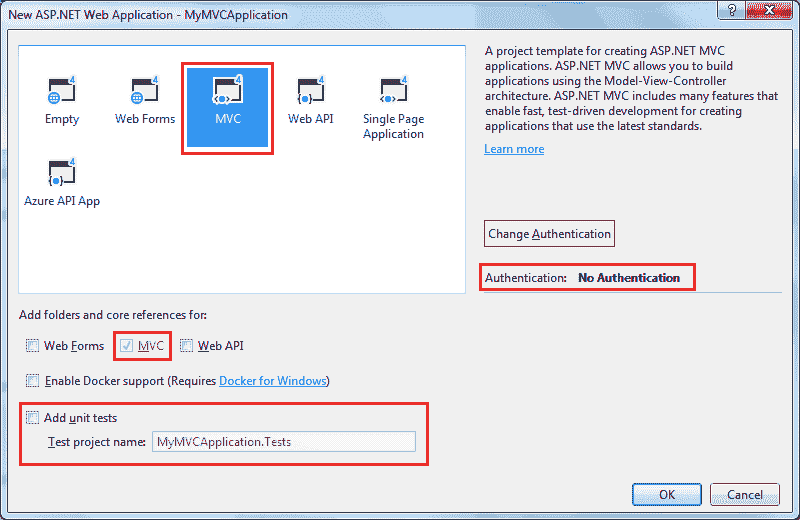 New ASP.NET Web Application - MyMVCApplication
?
4
4
4
4
4
Empty
Web Forms
MVC
Web API
Single Page
Application
4
Azure API App
A project template for creating ASP.NET MVC
applications. ASP.NET MVC allows you to build
applications using the Model-View-Controller
architecture. ASP.NET MVC includes many features that
enable fast, test-driven development for creating
applications that use the latest standards.
Learn more
Change Authentication
Authentication: No Authentication
Add folders and core references for:
Web Forms MVC Web API
Enable Docker support (Requires Docker for Windows)
Add unit tests
Test project name: MyMVCApplication.Tests
OK Cancel